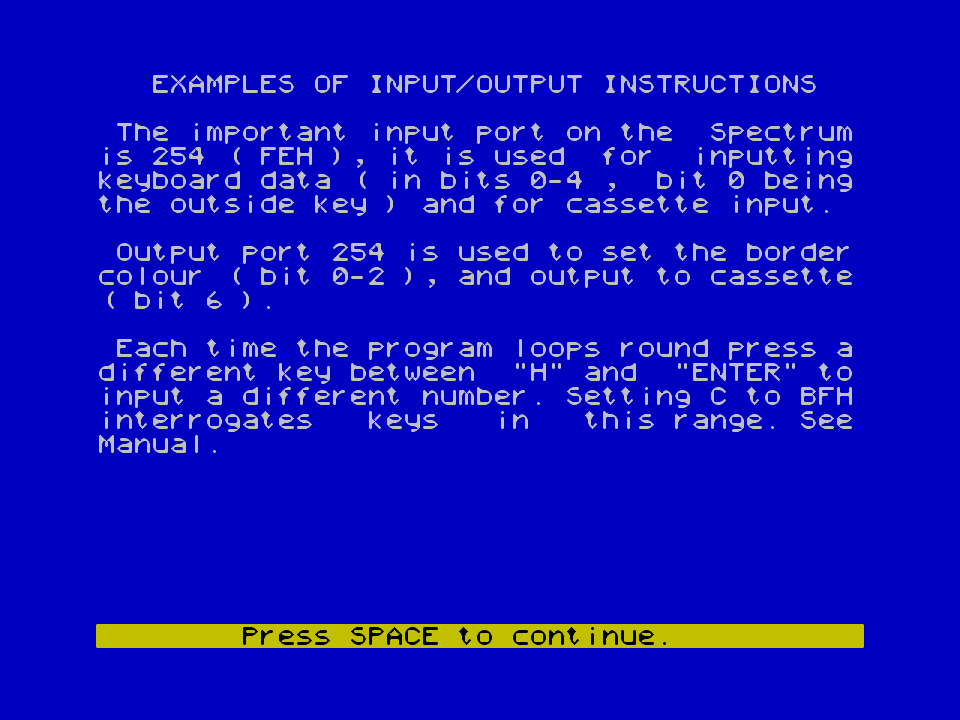 EXAMPLES OF INPUT/OUTPUT INSTRUCTIONS
The important input port on the Spectrum
is 254 ( FEH ), it is used for inputting
keyboard data ( in bits 0-4 , bit 0 being
the outside key ) and for cassette input.
Output port 254 is used to set the border
colour ( bit 0-2 ), and output to cassette
( bit 6 ).
Each time the program loops round press a
different key between "H" and "ENTER" to
input a different number. Setting C to BFH
interrogates keys in this range. See
Manual.
Press SPACE to continue.